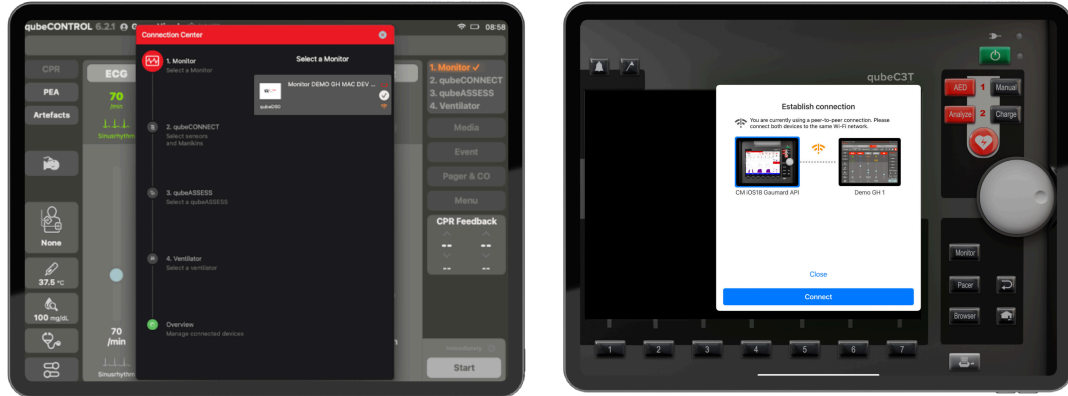 qubeCONTROL 6.2.1
08:58
Connection Center
CPR
PEA
Artefacts
ECG
70
/min
Sinusrhythm
None
37.5 °C
100 mg/dL
70
/min
Sinusrhythm
1. Monitor
Select a Monitor
2. qubeCONNECT
Select sensors
and Manikins
3. qubeASSESS
Select a qubeASSESS
4. Ventilator
Select a ventilator
Overview
Manage connected devices
Select a Monitor
Monitor DEMO GH MAC DEV ...
1. Monitor ✓
2. qubeCONNECT
3. qubeASSESS
4. Ventilator
Media
Event
Pager & CO
Menu
CPR Feedback
-- --
-- --
Immediately
Start
qubeC3T
Establish connection
You are currently using a peer-to-peer connection. Please
connect both devices to the same Wi-Fi network.
CM iOS18 Gaumard API
Demo GH 1
Close
Connect
AED 1 Manual
Analyze 2 Charge
Monitor
Pacer
Browser
1 2 3 4 5 6 7